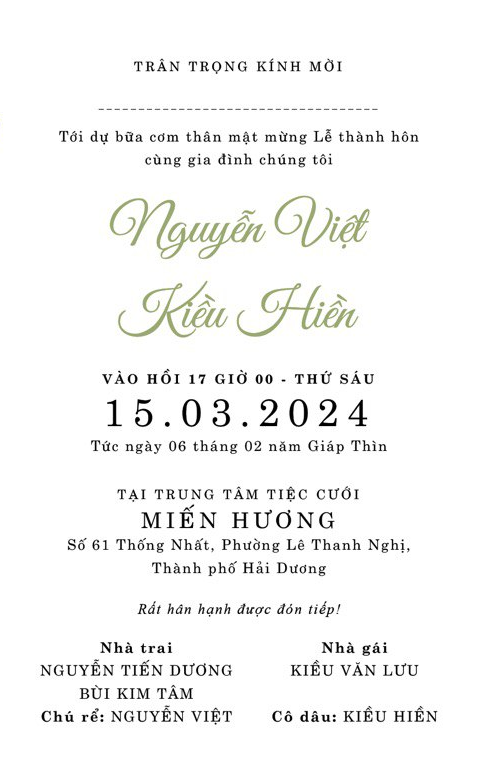 TRÂN TRỌNG KÍNH MỜI
_____________________________
Tới dự bữa cơm thân mật mừng Lễ thành hôn
cùng gia đình chúng tôi
Nguyễn Việt
Kiều Hiền
VÀO HỒI 17 GIỜ 00 - THỨ SÁU
15.03.2024
Tức ngày 06 tháng 02 năm Giáp Thìn
TẠI TRUNG TÂM TIỆC CƯỚI
MIẾN HƯƠNG
Số 61 Thống Nhất, Phường Lê Thanh Nghị,
Thành phố Hải Dương
Rất hân hạnh được đón tiếp!
Nhà trai
NGUYỄN TIẾN DƯƠNG
BÙI KIM TÂM
Chú rể: NGUYỄN VIỆT
Nhà gái
KIỀU VĂN LƯU
Cô dâu: KIỀU HIỀN